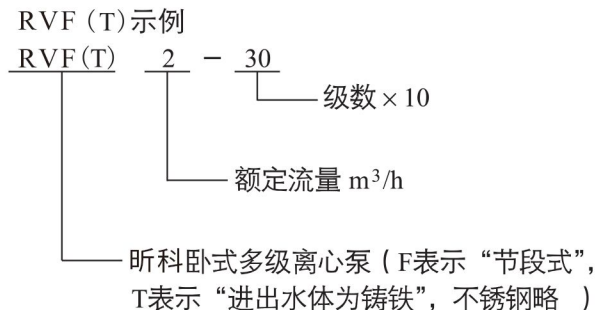 RVF（T）示例
RVF(T) 2 - 30
级数×10
额定流量 m³/h
昕科卧式多级离心泵（F表示“节段式”，
T表示“进出水体为铸铁”，不锈钢略 ）